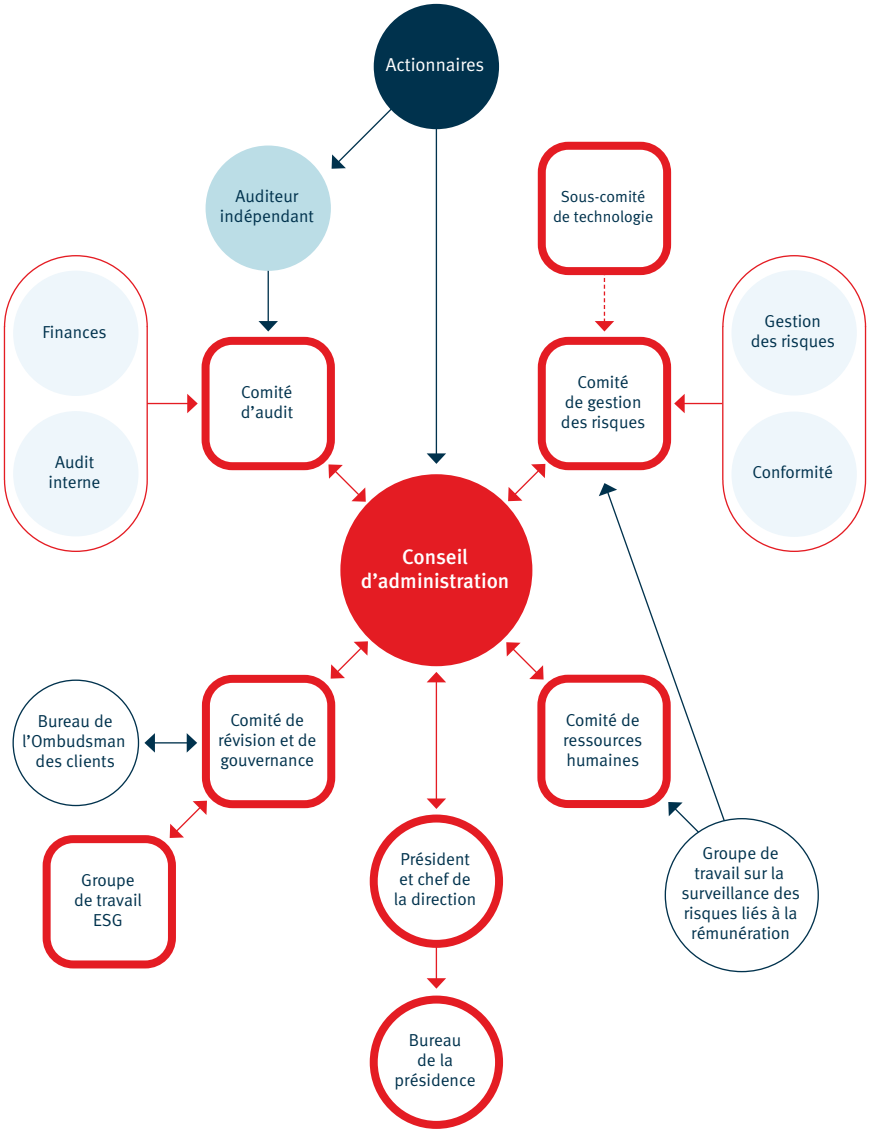 Actionnaires
Auditeur
indépendant
Sous-comité
de technologie
Finances
Audit
interne
Comité
d’audit
Comité
de gestion
des risques
Gestion
des risques
Conformité
Conseil
d’administration
Bureau de
l’Ombudsman
des clients
Comité de
révision et de
gouvernance
Comité de
ressources
humaines
Groupe
de travail
ESG
Président
et chef de
la direction
Groupe de
travail sur la
surveillance des
risques liés à la
rémunération
Bureau
de la
présidence